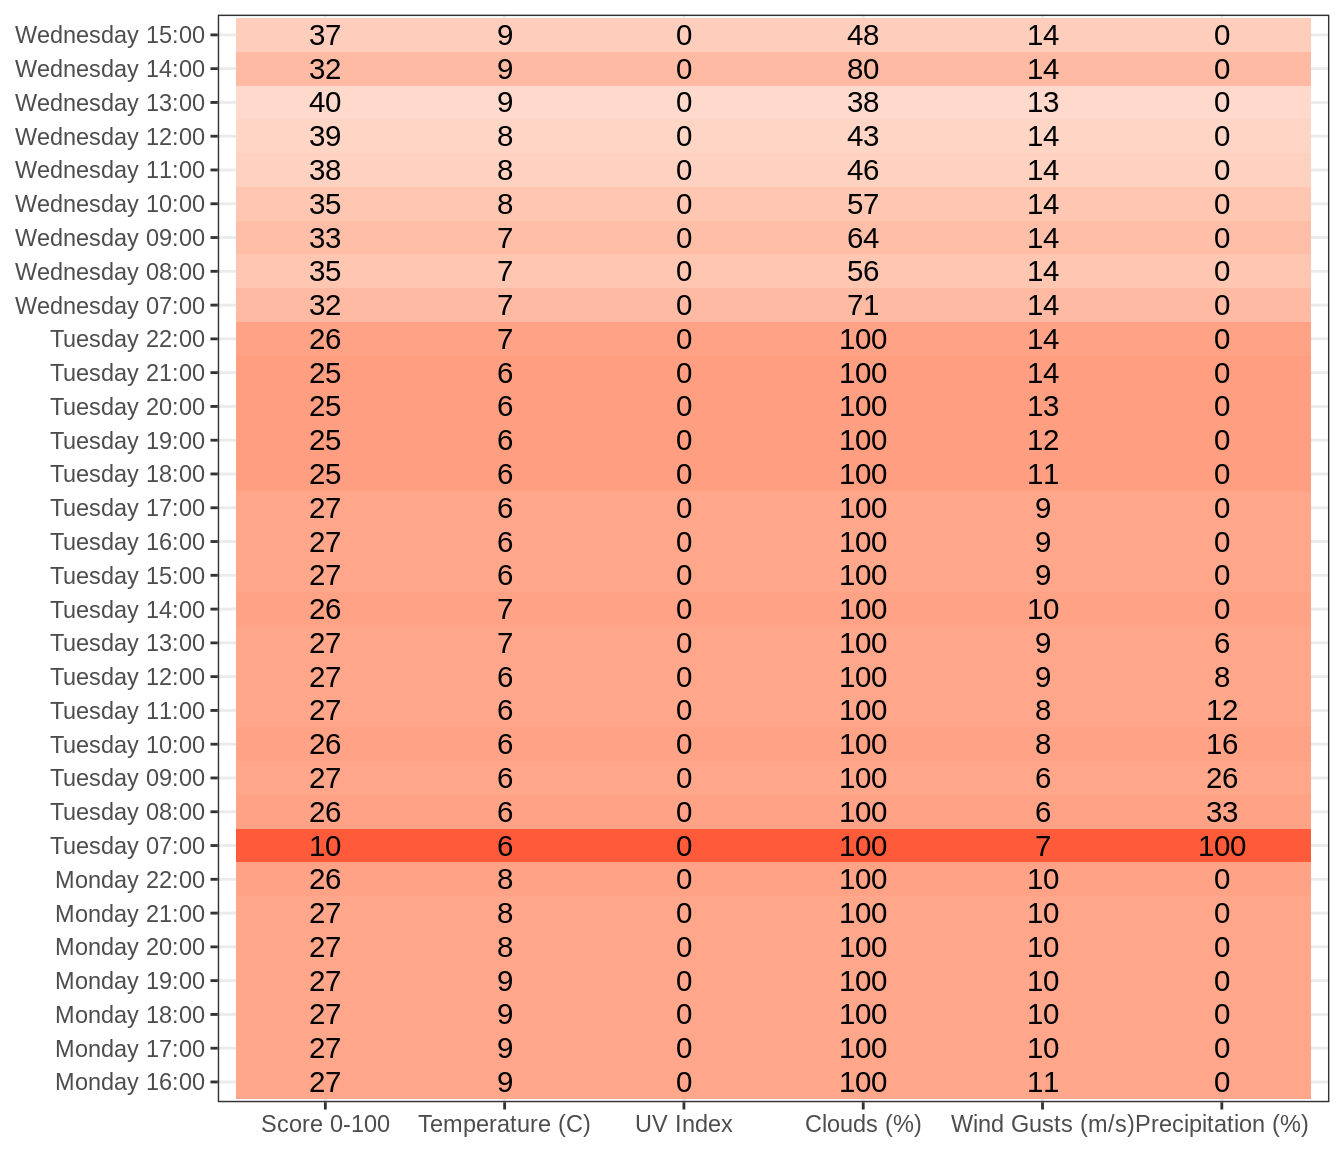 Wednesday 15:00 37 9 0 48 14 0
Wednesday 14:00 32 9 0 80 14 0
Wednesday 13:00 40 9 0 38 13 0
Wednesday 12:00 39 8 0 43 14 0
Wednesday 11:00 38 8 0 46 14 0
Wednesday 10:00 35 8 0 57 14 0
Wednesday 09:00 33 7 0 64 14 0
Wednesday 08:00 35 7 0 56 14 0
Wednesday 07:00 32 7 0 71 14 0
Tuesday 22:00 26 7 0 100 14 0
Tuesday 21:00 25 6 0 100 14 0
Tuesday 20:00 25 6 0 100 13 0
Tuesday 19:00 25 6 0 100 12 0
Tuesday 18:00 25 6 0 100 11 0
Tuesday 17:00 27 6 0 100 9 0
Tuesday 16:00 27 6 0 100 9 0
Tuesday 15:00 27 6 0 100 9 0
Tuesday 14:00 26 7 0 100 10 0
Tuesday 13:00 27 7 0 100 9 6
Tuesday 12:00 27 6 0 100 9 8
Tuesday 11:00 27 6 0 100 8 12
Tuesday 10:00 26 6 0 100 8 16
Tuesday 09:00 27 6 0 100 6 26
Tuesday 08:00 26 6 0 100 6 33
Tuesday 07:00 10 6 0 100 7 100
Monday 22:00 26 8 0 100 10 0
Monday 21:00 27 8 0 100 10 0
Monday 20:00 27 8 0 100 10 0
Monday 19:00 27 9 0 100 10 0
Monday 18:00 27 9 0 100 10 0
Monday 17:00 27 9 0 100 10 0
Monday 16:00 27 9 0 100 11 0
Score 0-100 Temperature (C) UV Index Clouds (%) Wind Gusts (m/s) Precipitation (%)